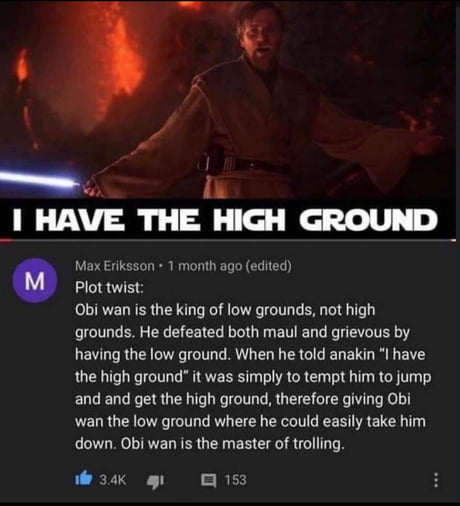 I HAVE THE HIGH GROUND
M
Max Eriksson • 1 month ago (edited)
Plot twist:
Obi wan is the king of low grounds, not high
grounds. He defeated both maul and grievous by
having the low ground. When he told anakin “I have
the high ground” it was simply to tempt him to jump
and and get the high ground, therefore giving Obi
wan the low ground where he could easily take him
down. Obi wan is the master of trolling.
3.4K 153